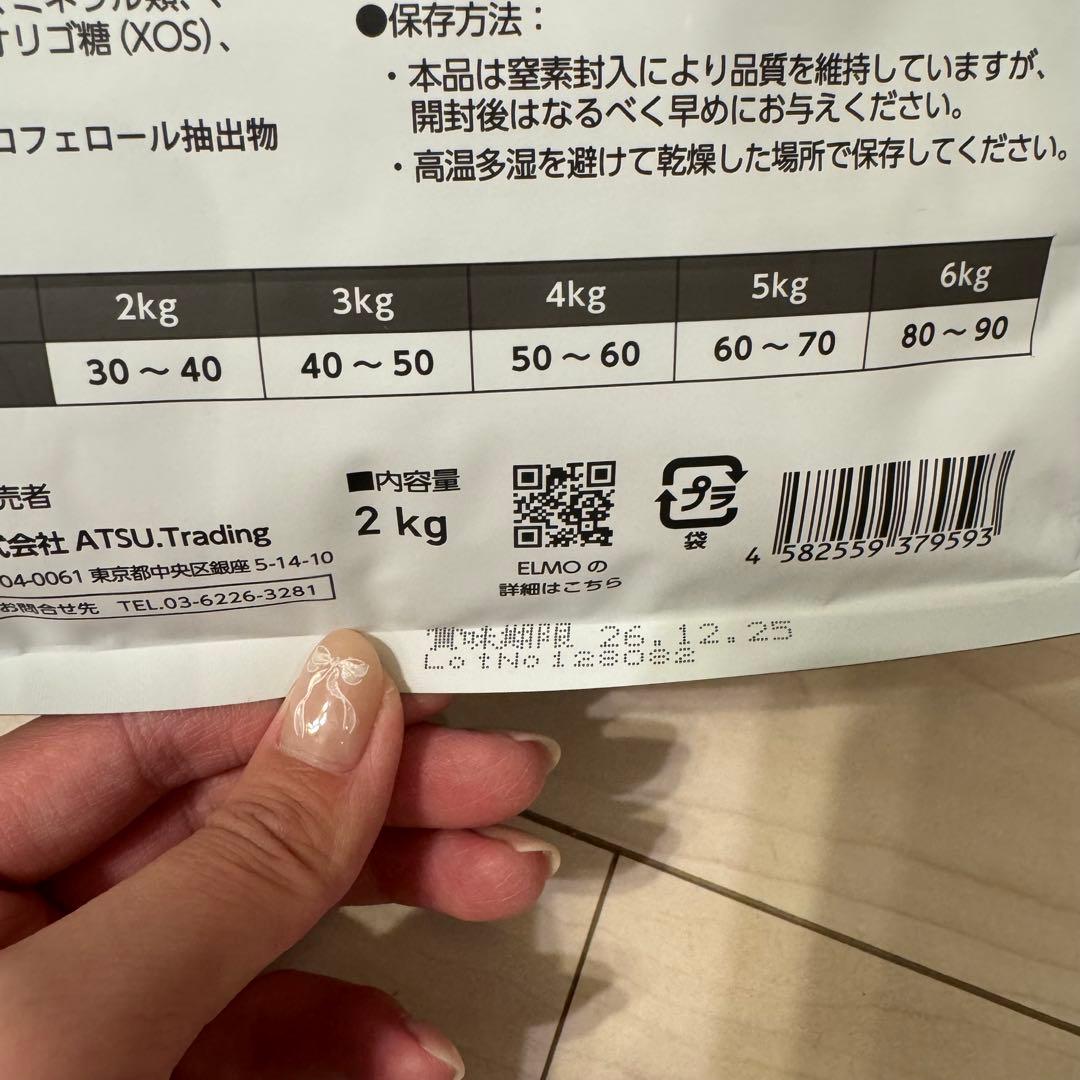 ミネラル類、
オリゴ糖（XOS）、
コフェロール抽出物
●保存方法：
・本品は窒素封入により品質を維持していますが、
開封後はなるべく早めにお与えください。
・高温多湿を避けて乾燥した場所で保存してください。
2kg 3kg 4kg 5kg 6kg
30～40 40～50 50～60 60～70 80～90
売者
式会社 ATSU.Trading
04-0061 東京都中央区銀座 5-14-10
お問合せ先 TEL.03-6226-3281
■内容量
2 kg
ELMO の
詳細はこちら
プラ
袋
4 582559 379593
賞味期限 26.12.25
LotNo 128082